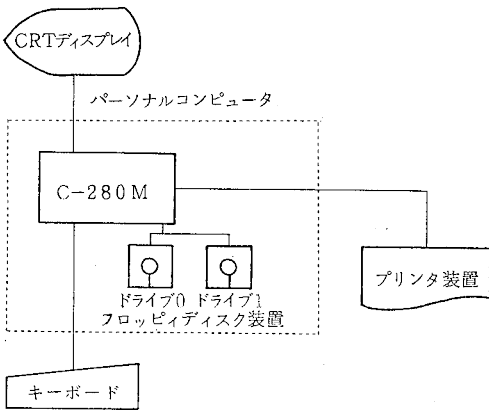 CRTディスプレイ
パーソナルコンピュータ
C-280M
ドライブ0 ドライブ1
フロッピィディスク装置
プリンタ装置
キーボード